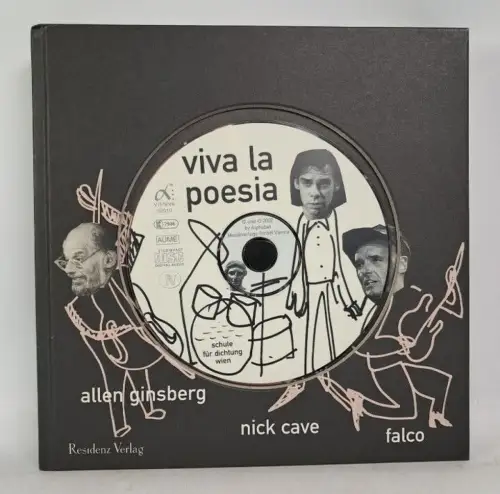 viva la
poesia
schule
für dichtung
wien
allen ginsberg
nick cave
falco
Residenz Verlag